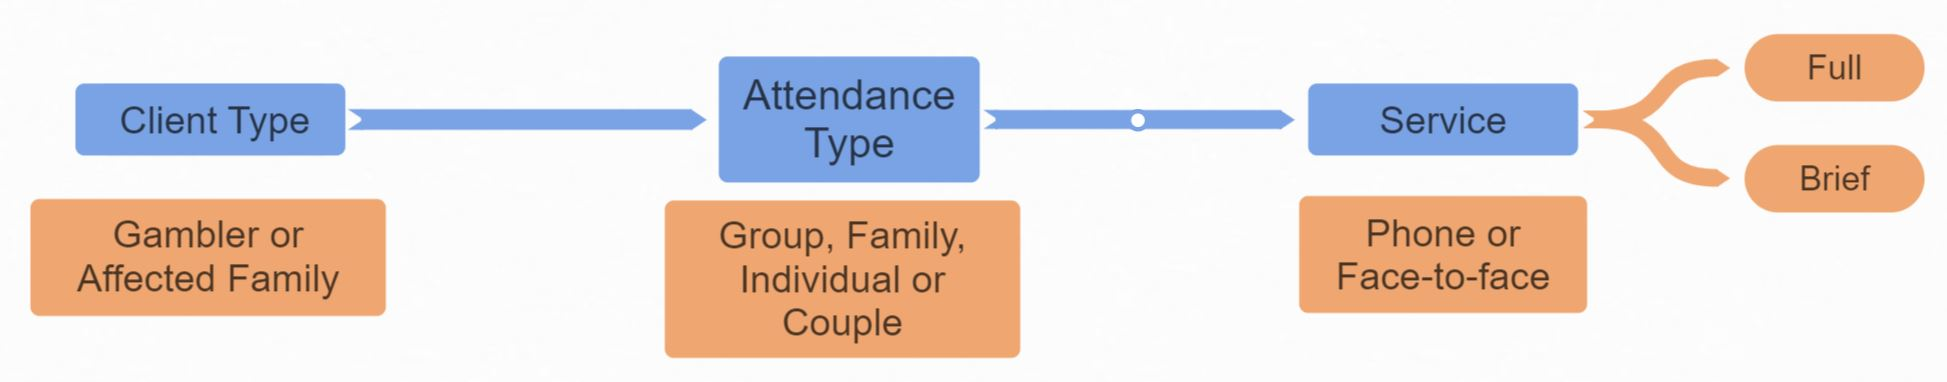 Client Type
Attendance
Type
Service
Full
Brief
Gambler or
Affected Family
Group, Family,
Individual or
Couple
Phone or
Face-to-face